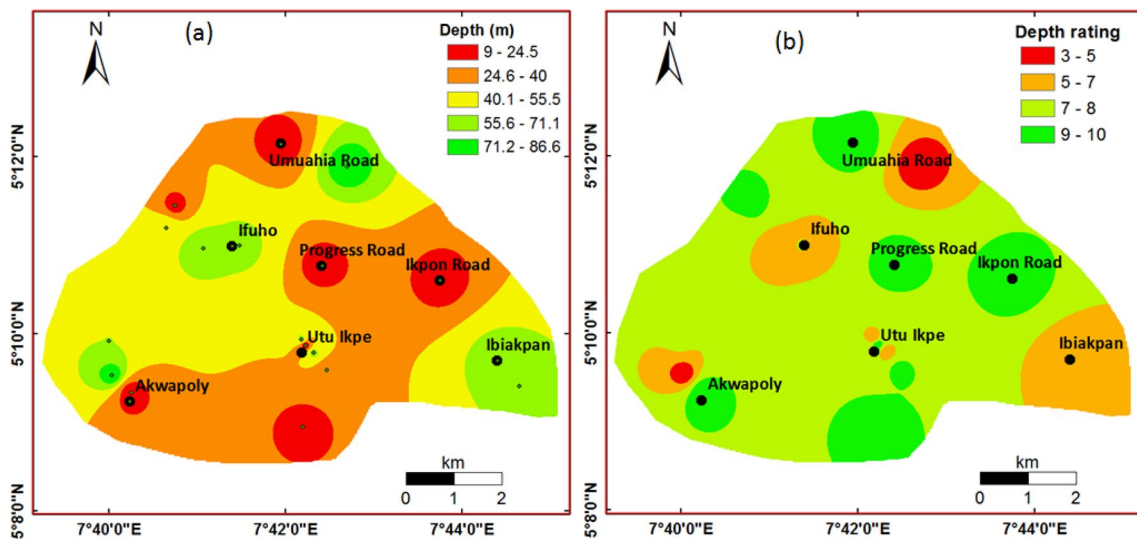 (a)
N
Depth (m)
9 - 24.5
24.6 - 40
40.1 - 55.5
55.6 - 71.1
71.2 - 86.6
Umuahia Road
Ifuho
Progress Road
Ikpon Road
Utu Ikpe
Ibiakpan
Akwapoly
km
0 1 2
5°12'0"N
5°10'0"N
5°8'0"N
7°40'0"E 7°42'0"E 7°44'0"E
(b)
N
Depth rating
3 - 5
5 - 7
7 - 8
9 - 10
Umuahia Road
Ifuho
Progress Road
Ikpon Road
Utu Ikpe
Ibiakpan
Akwapoly
km
0 1 2
5°12'0"N
5°10'0"N
5°8'0"N
7°40'0"E 7°42'0"E 7°44'0"E